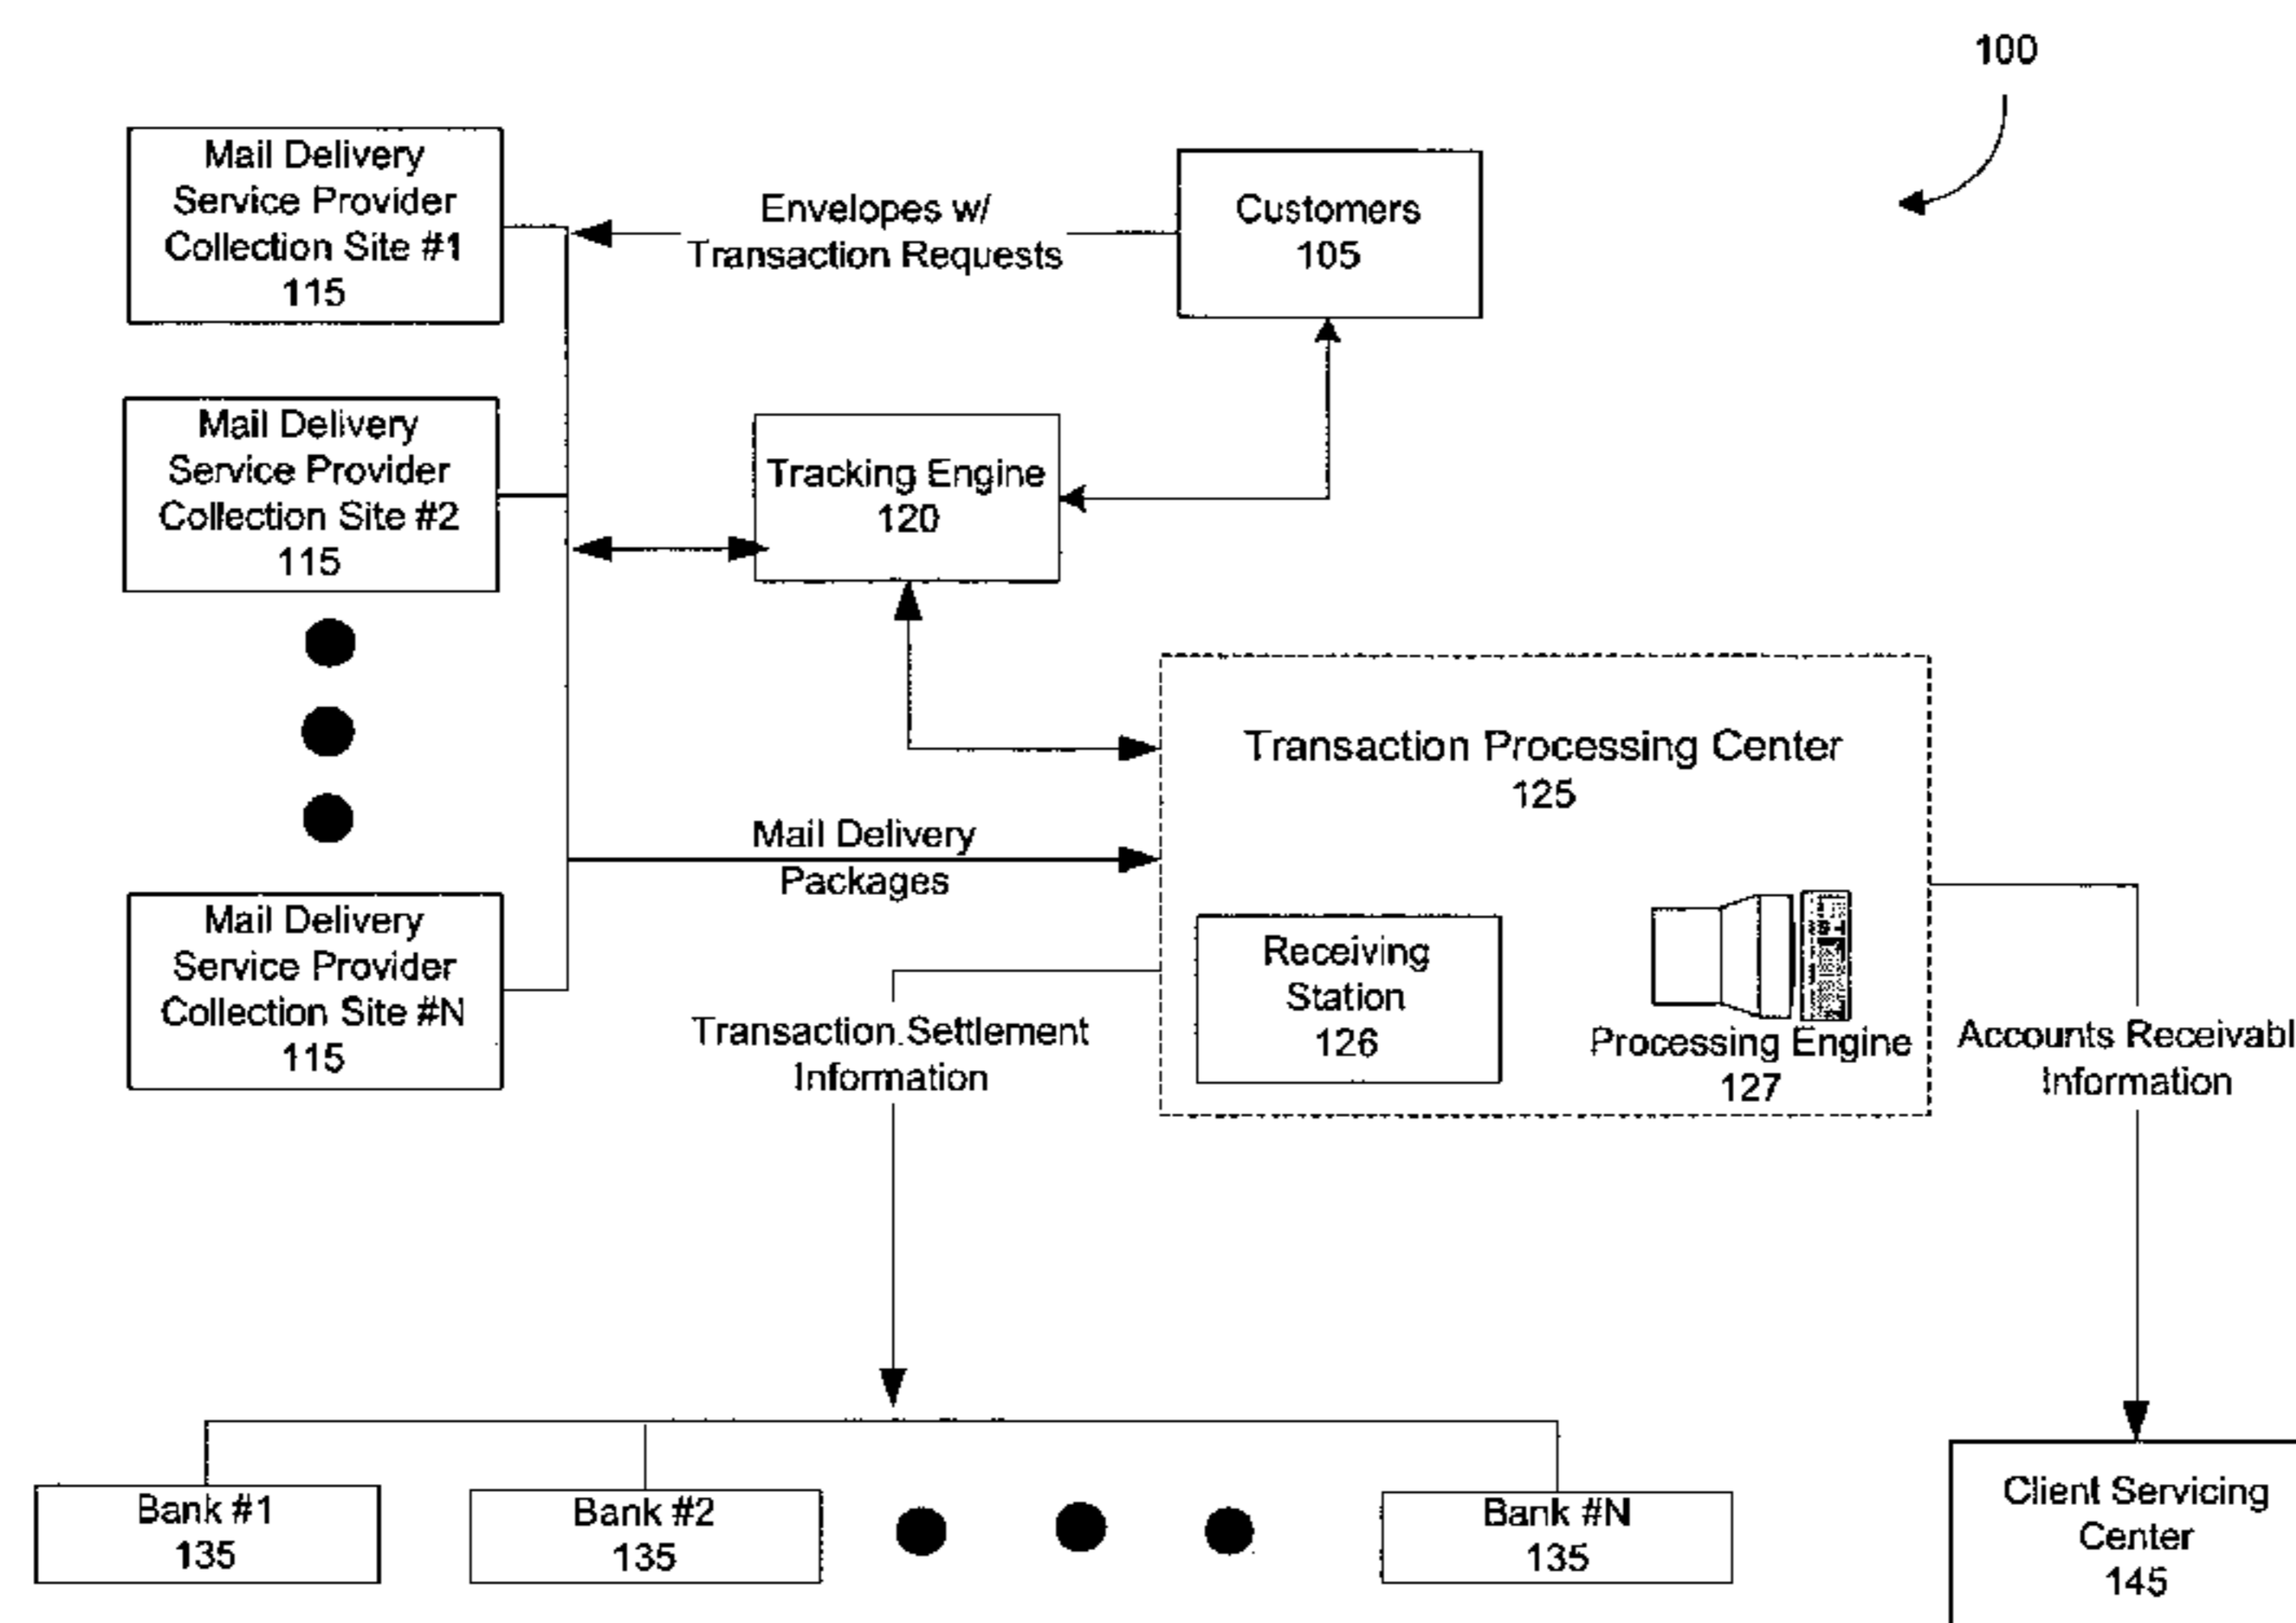 100
Mail Delivery
Service Provider
Collection Site #1
115
Envelopes w/
Transaction Requests
Customers
105
Mail Delivery
Service Provider
Collection Site #2
115
Tracking Engine
120
Transaction Processing Center
125
Mail Delivery
Packages
Mail Delivery
Service Provider
Collection Site #N
115
Receiving
Station
126
Processing Engine
127
Transaction Settlement
Information
Accounts Receivabl
Information
Bank #1
135
Bank #2
135
Bank #N
135
Client Servicing
Center
145